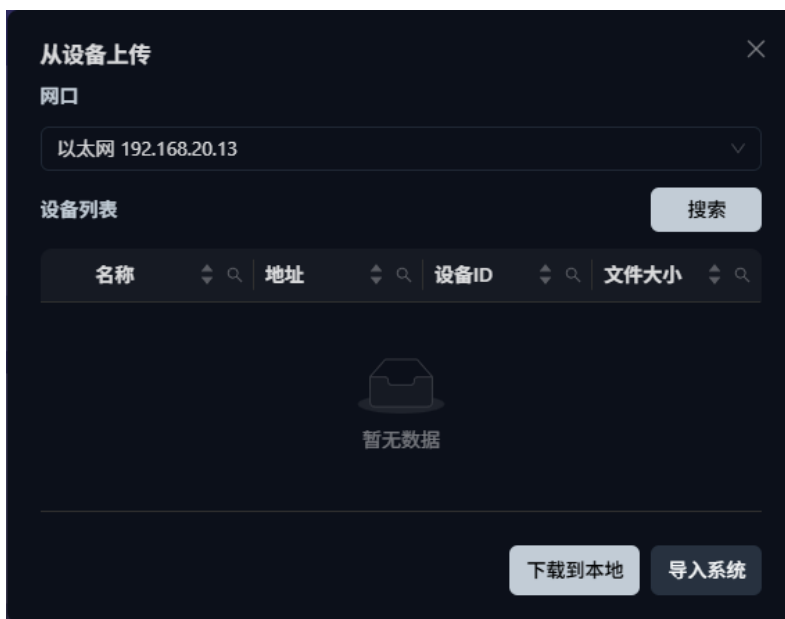 从设备上传
网口
以太网 192.168.20.13
设备列表 搜索
名称 地址 设备ID 文件大小
暂无数据
下载到本地 导入系统